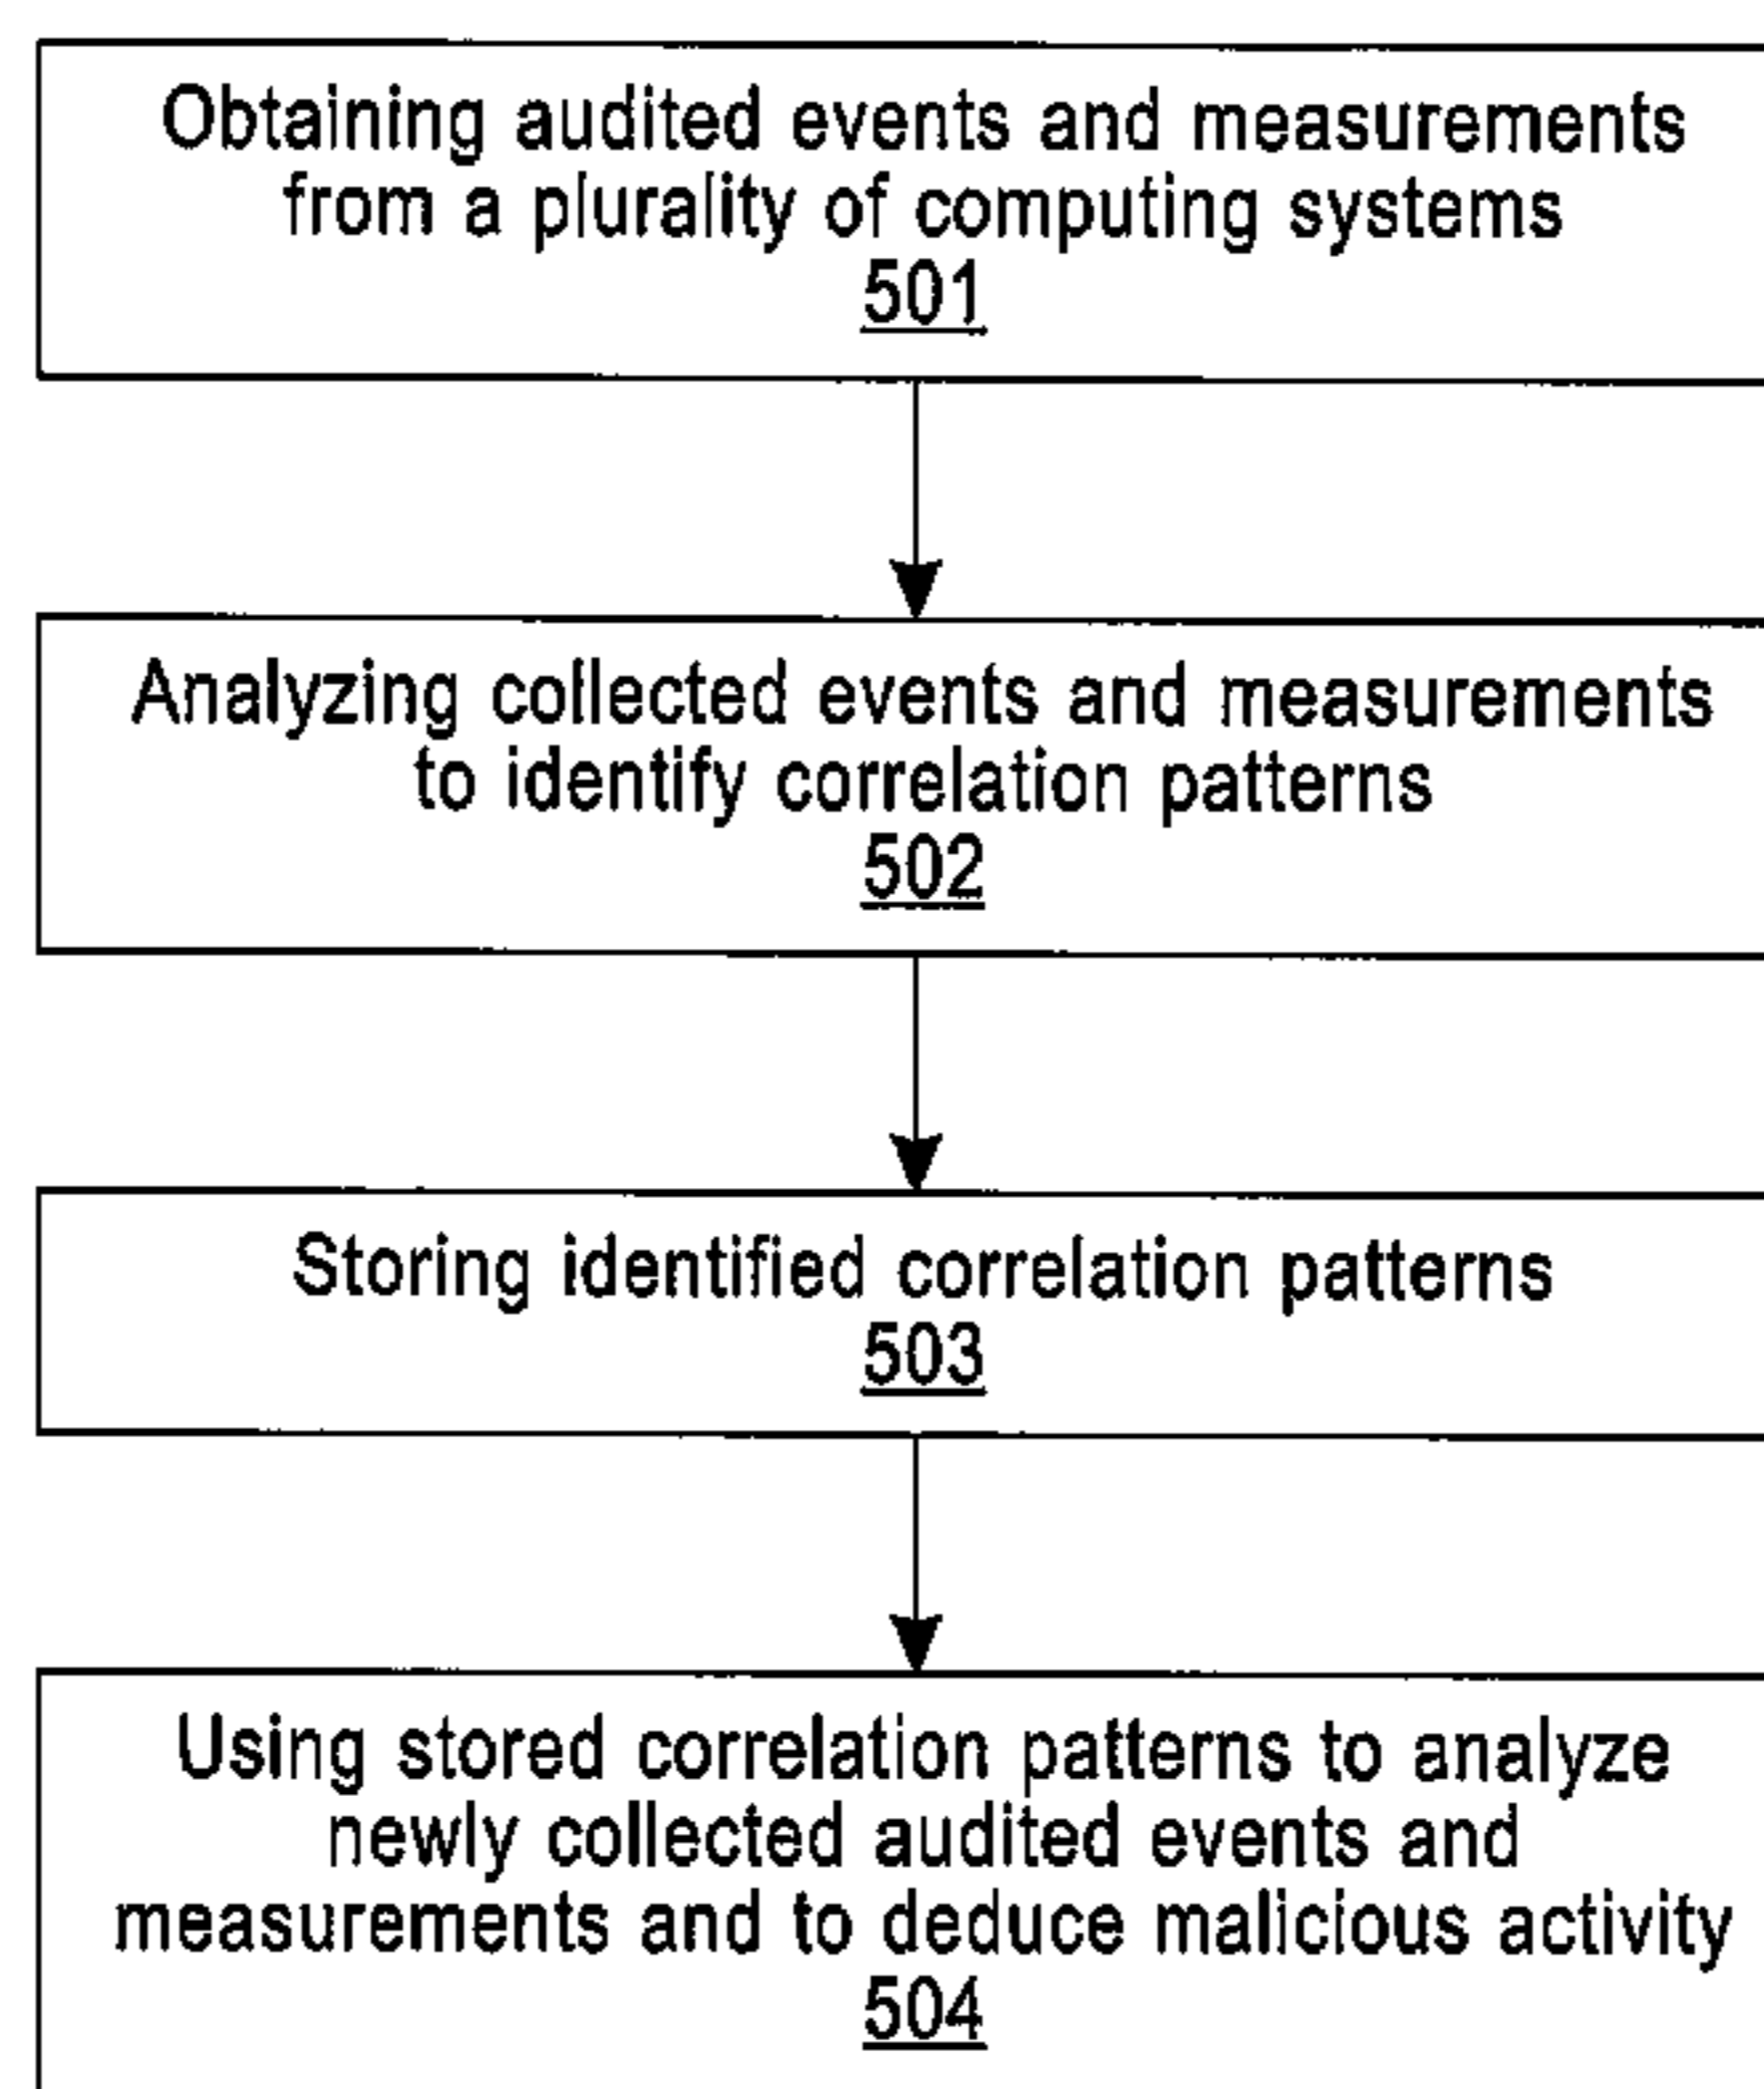 Obtaining audited events and measurements
from a plurality of computing systems
501
Analyzing collected events and measurements
to identify correlation patterns
502
Storing identified correlation patterns
503
Using stored correlation patterns to analyze
newly collected audited events and
measurements and to deduce malicious activity
504